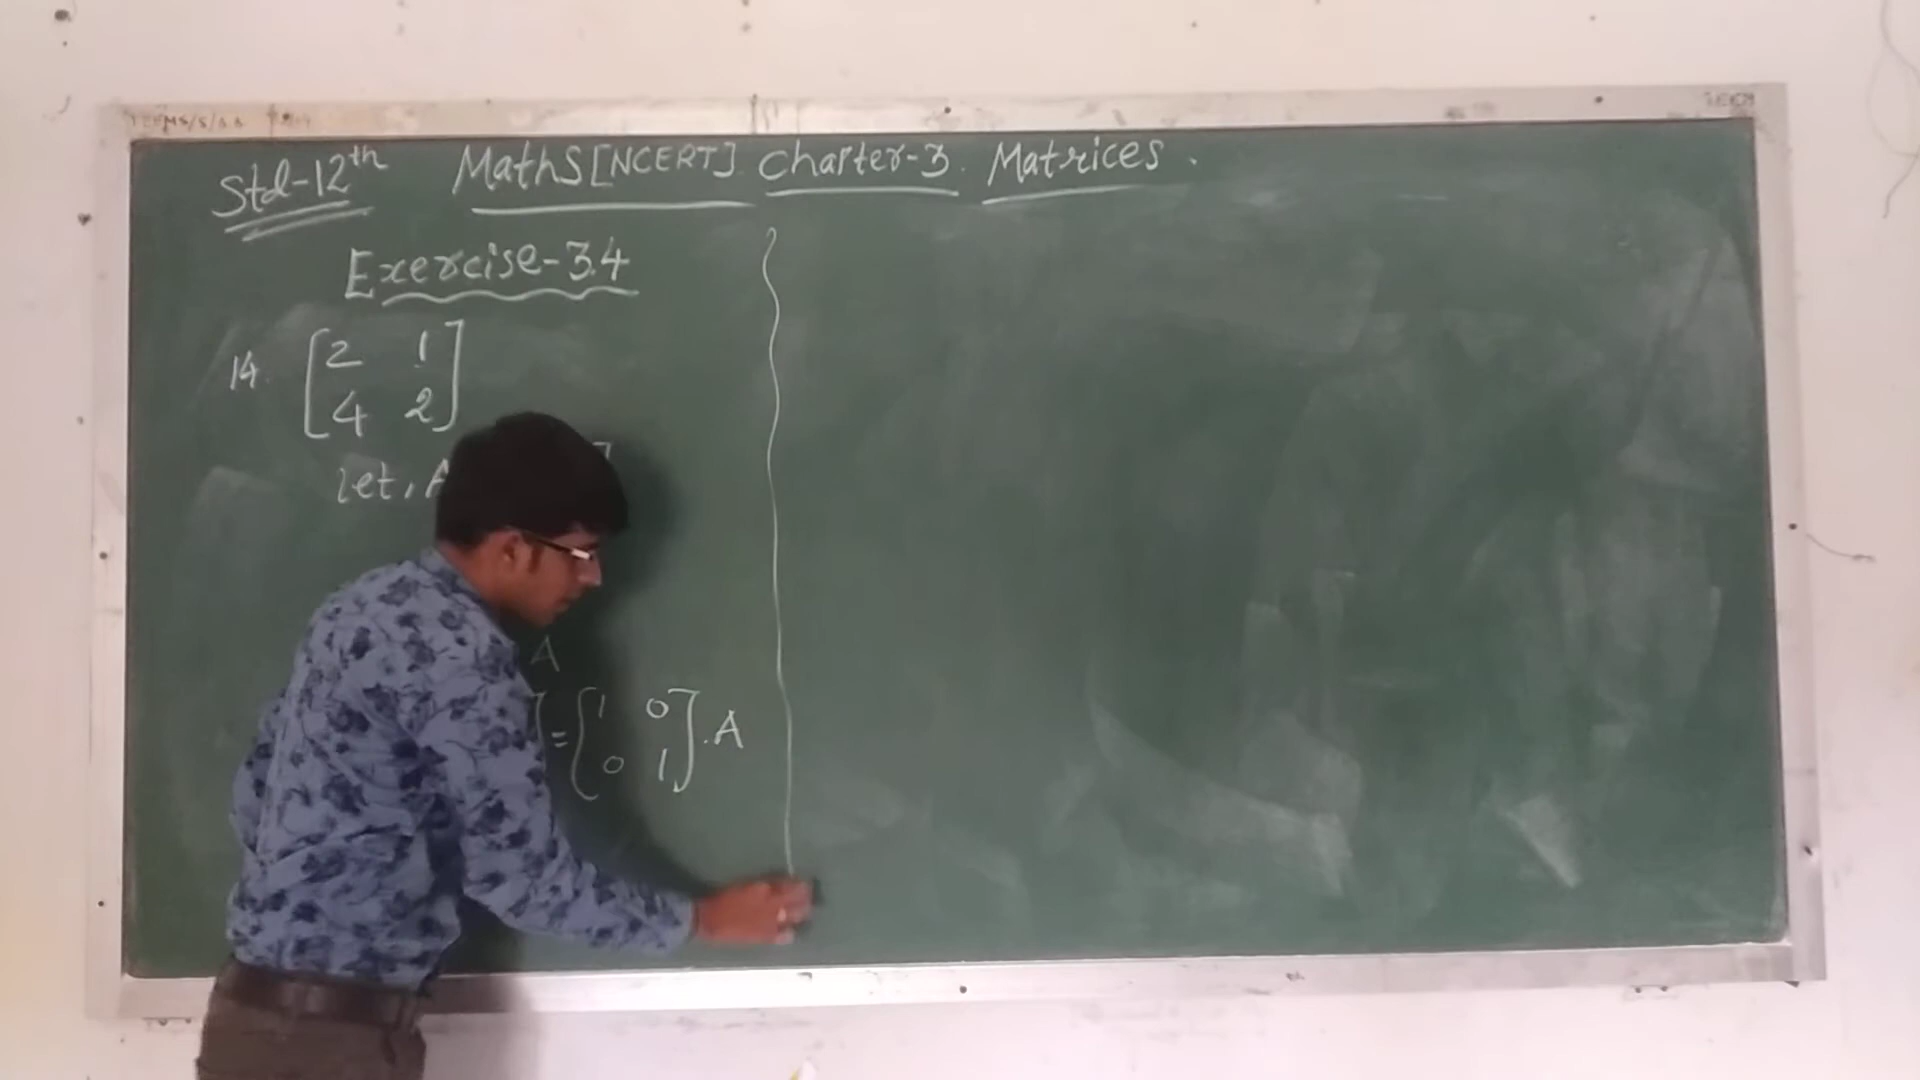 Std-12th Maths [NCERT] Chapter-3. Matrices.
Exercise-3.4
14. [2 1
4 2]
let, A
A
] = [1 0
0 1] . A